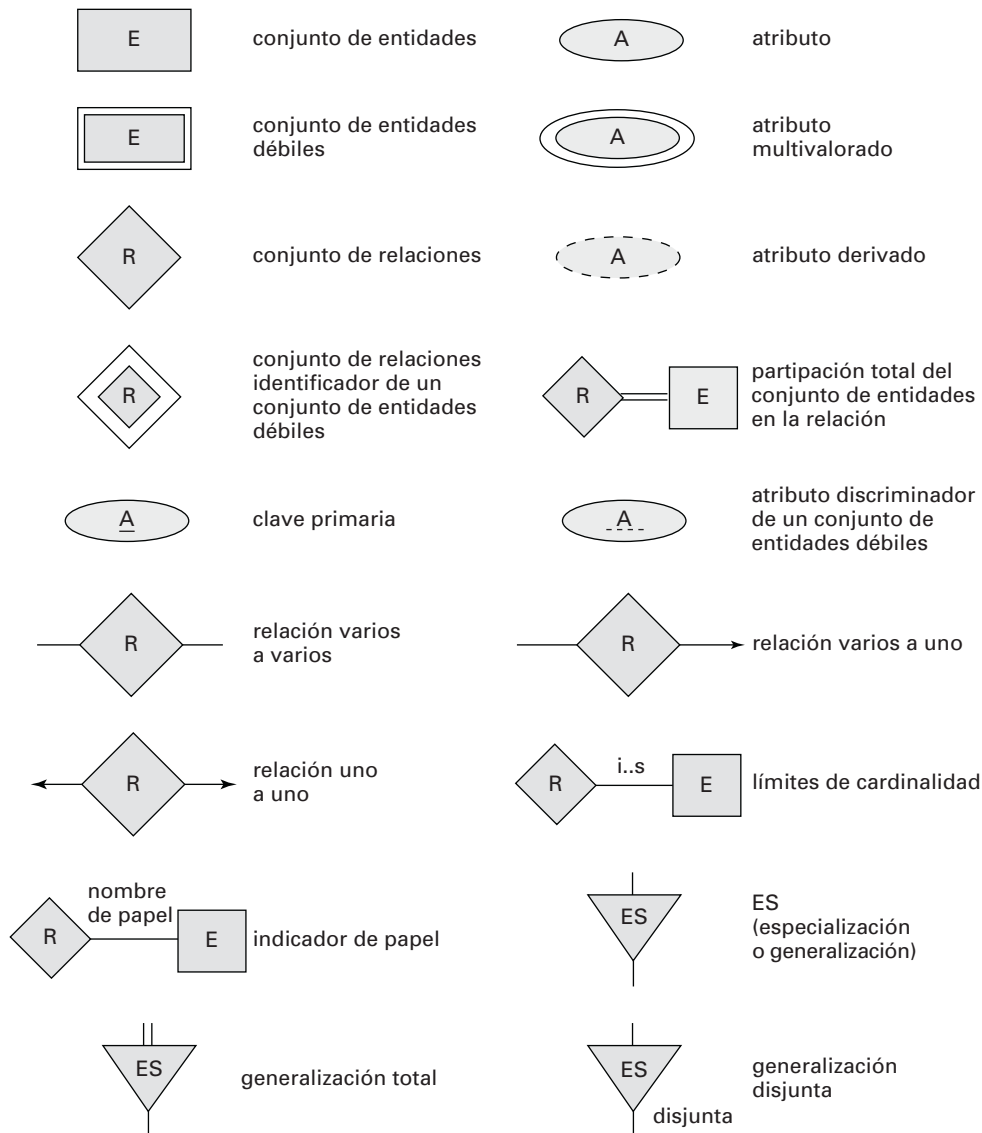 E
conjunto de entidades
A
atributo
E
conjunto de entidades
débiles
A
atributo
multivalorado
R
conjunto de relaciones
A
atributo derivado
R
conjunto de relaciones
identificador de un
conjunto de entidades
débiles
R
E
partipación total del
conjunto de entidades
en la relación
A
clave primaria
A
atributo discriminador
de un conjunto de
entidades débiles
R
relación varios
a varios
R
relación varios a uno
R
relación uno
a uno
R
i..s
E
límites de cardinalidad
R
nombre
de papel
E
indicador de papel
ES
ES
(especialización
o generalización)
ES
generalización total
ES
disjunta
generalización
disjunta